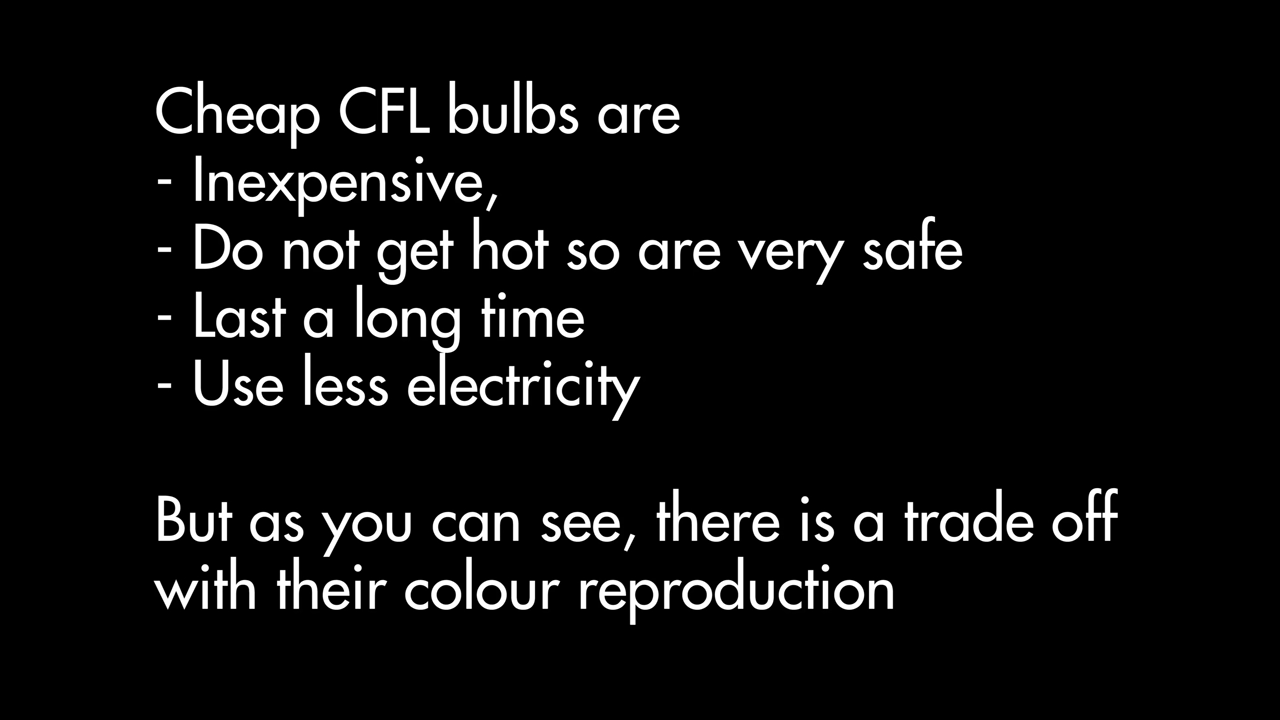 Cheap CFL bulbs are
- Inexpensive,
- Do not get hot so are very safe
- Last a long time
- Use less electricity
But as you can see, there is a trade off
with their colour reproduction